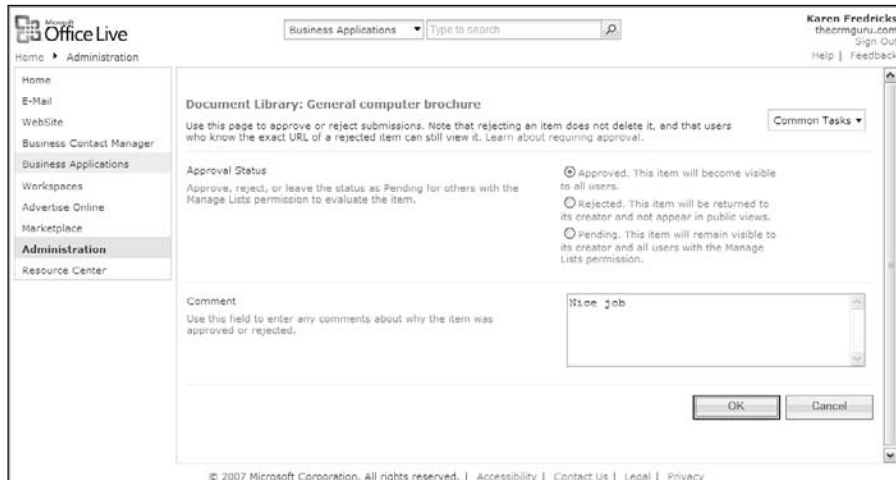 Microsoft
Office Live
Business Applications
Type to search
Karen Fredricks
thecrmguru.com
Sign Out
Help | Feedback
Home ▸ Administration
Home
E-Mail
WebSite
Business Contact Manager
Business Applications
Workspaces
Advertise Online
Marketplace
Administration
Resource Center
Document Library: General computer brochure
Use this page to approve or reject submissions. Note that rejecting an item does not delete it, and that users
who know the exact URL of a rejected item can still view it. Learn about requiring approval.
Common Tasks
Approval Status
Approve, reject, or leave the status as Pending for others with the
Manage Lists permission to evaluate the item.
Approved. This item will become visible
to all users.
Rejected. This item will be returned to
its creator and not appear in public views.
Pending. This item will remain visible to
its creator and all users with the Manage
Lists permission.
Comment
Use this field to enter any comments about why the item was
approved or rejected.
Nice job
OK
Cancel
© 2007 Microsoft Corporation. All rights reserved. | Accessibility | Contact Us | Legal | Privacy